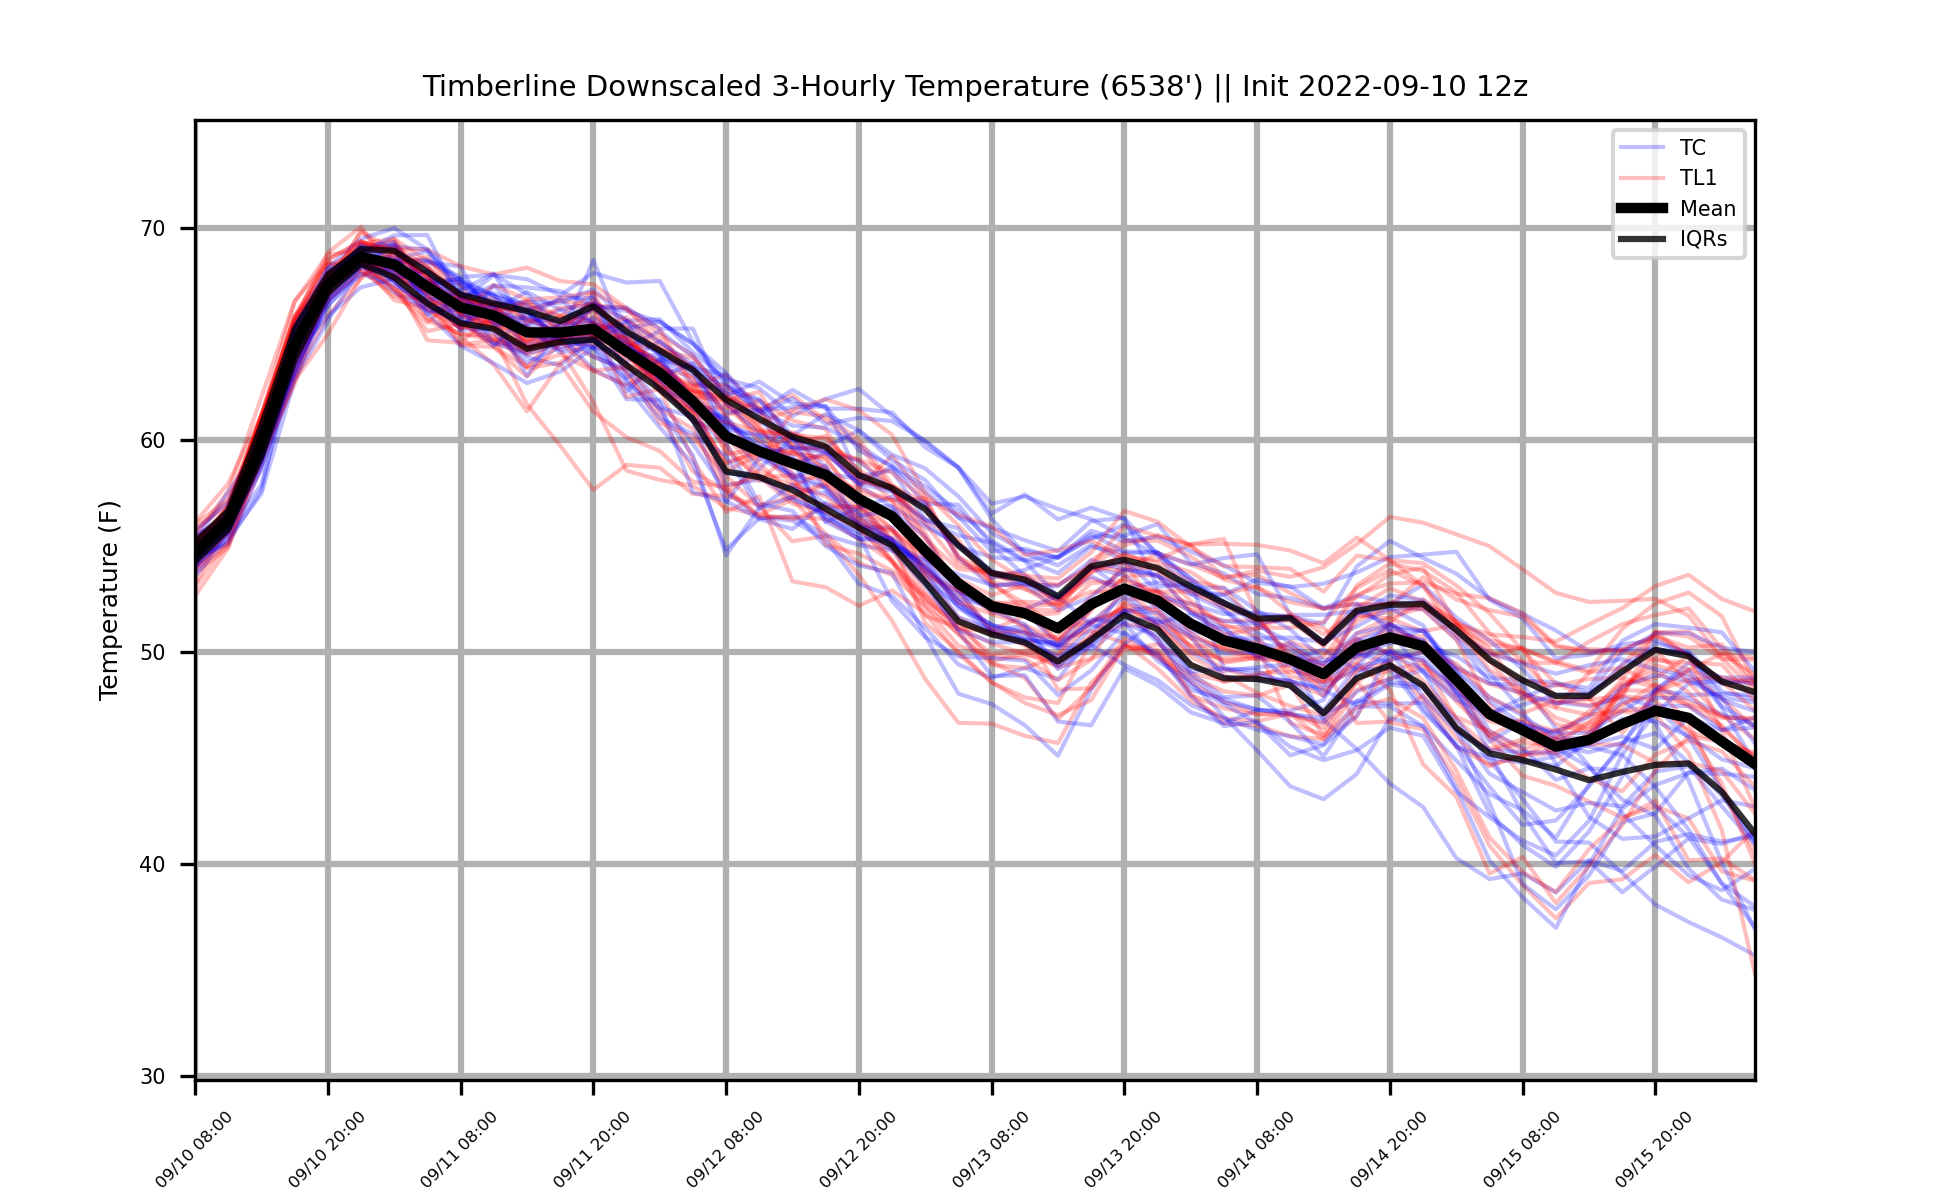 Timberline Downscaled 3-Hourly Temperature (6538') || Init 2022-09-10 12z
TC
TL1
Mean
IQRs
Temperature (F)
70
60
50
40
30
09/10 08:00
09/10 20:00
09/11 08:00
09/11 20:00
09/12 08:00
09/12 20:00
09/13 08:00
09/13 20:00
09/14 08:00
09/14 20:00
09/15 08:00
09/15 20:00